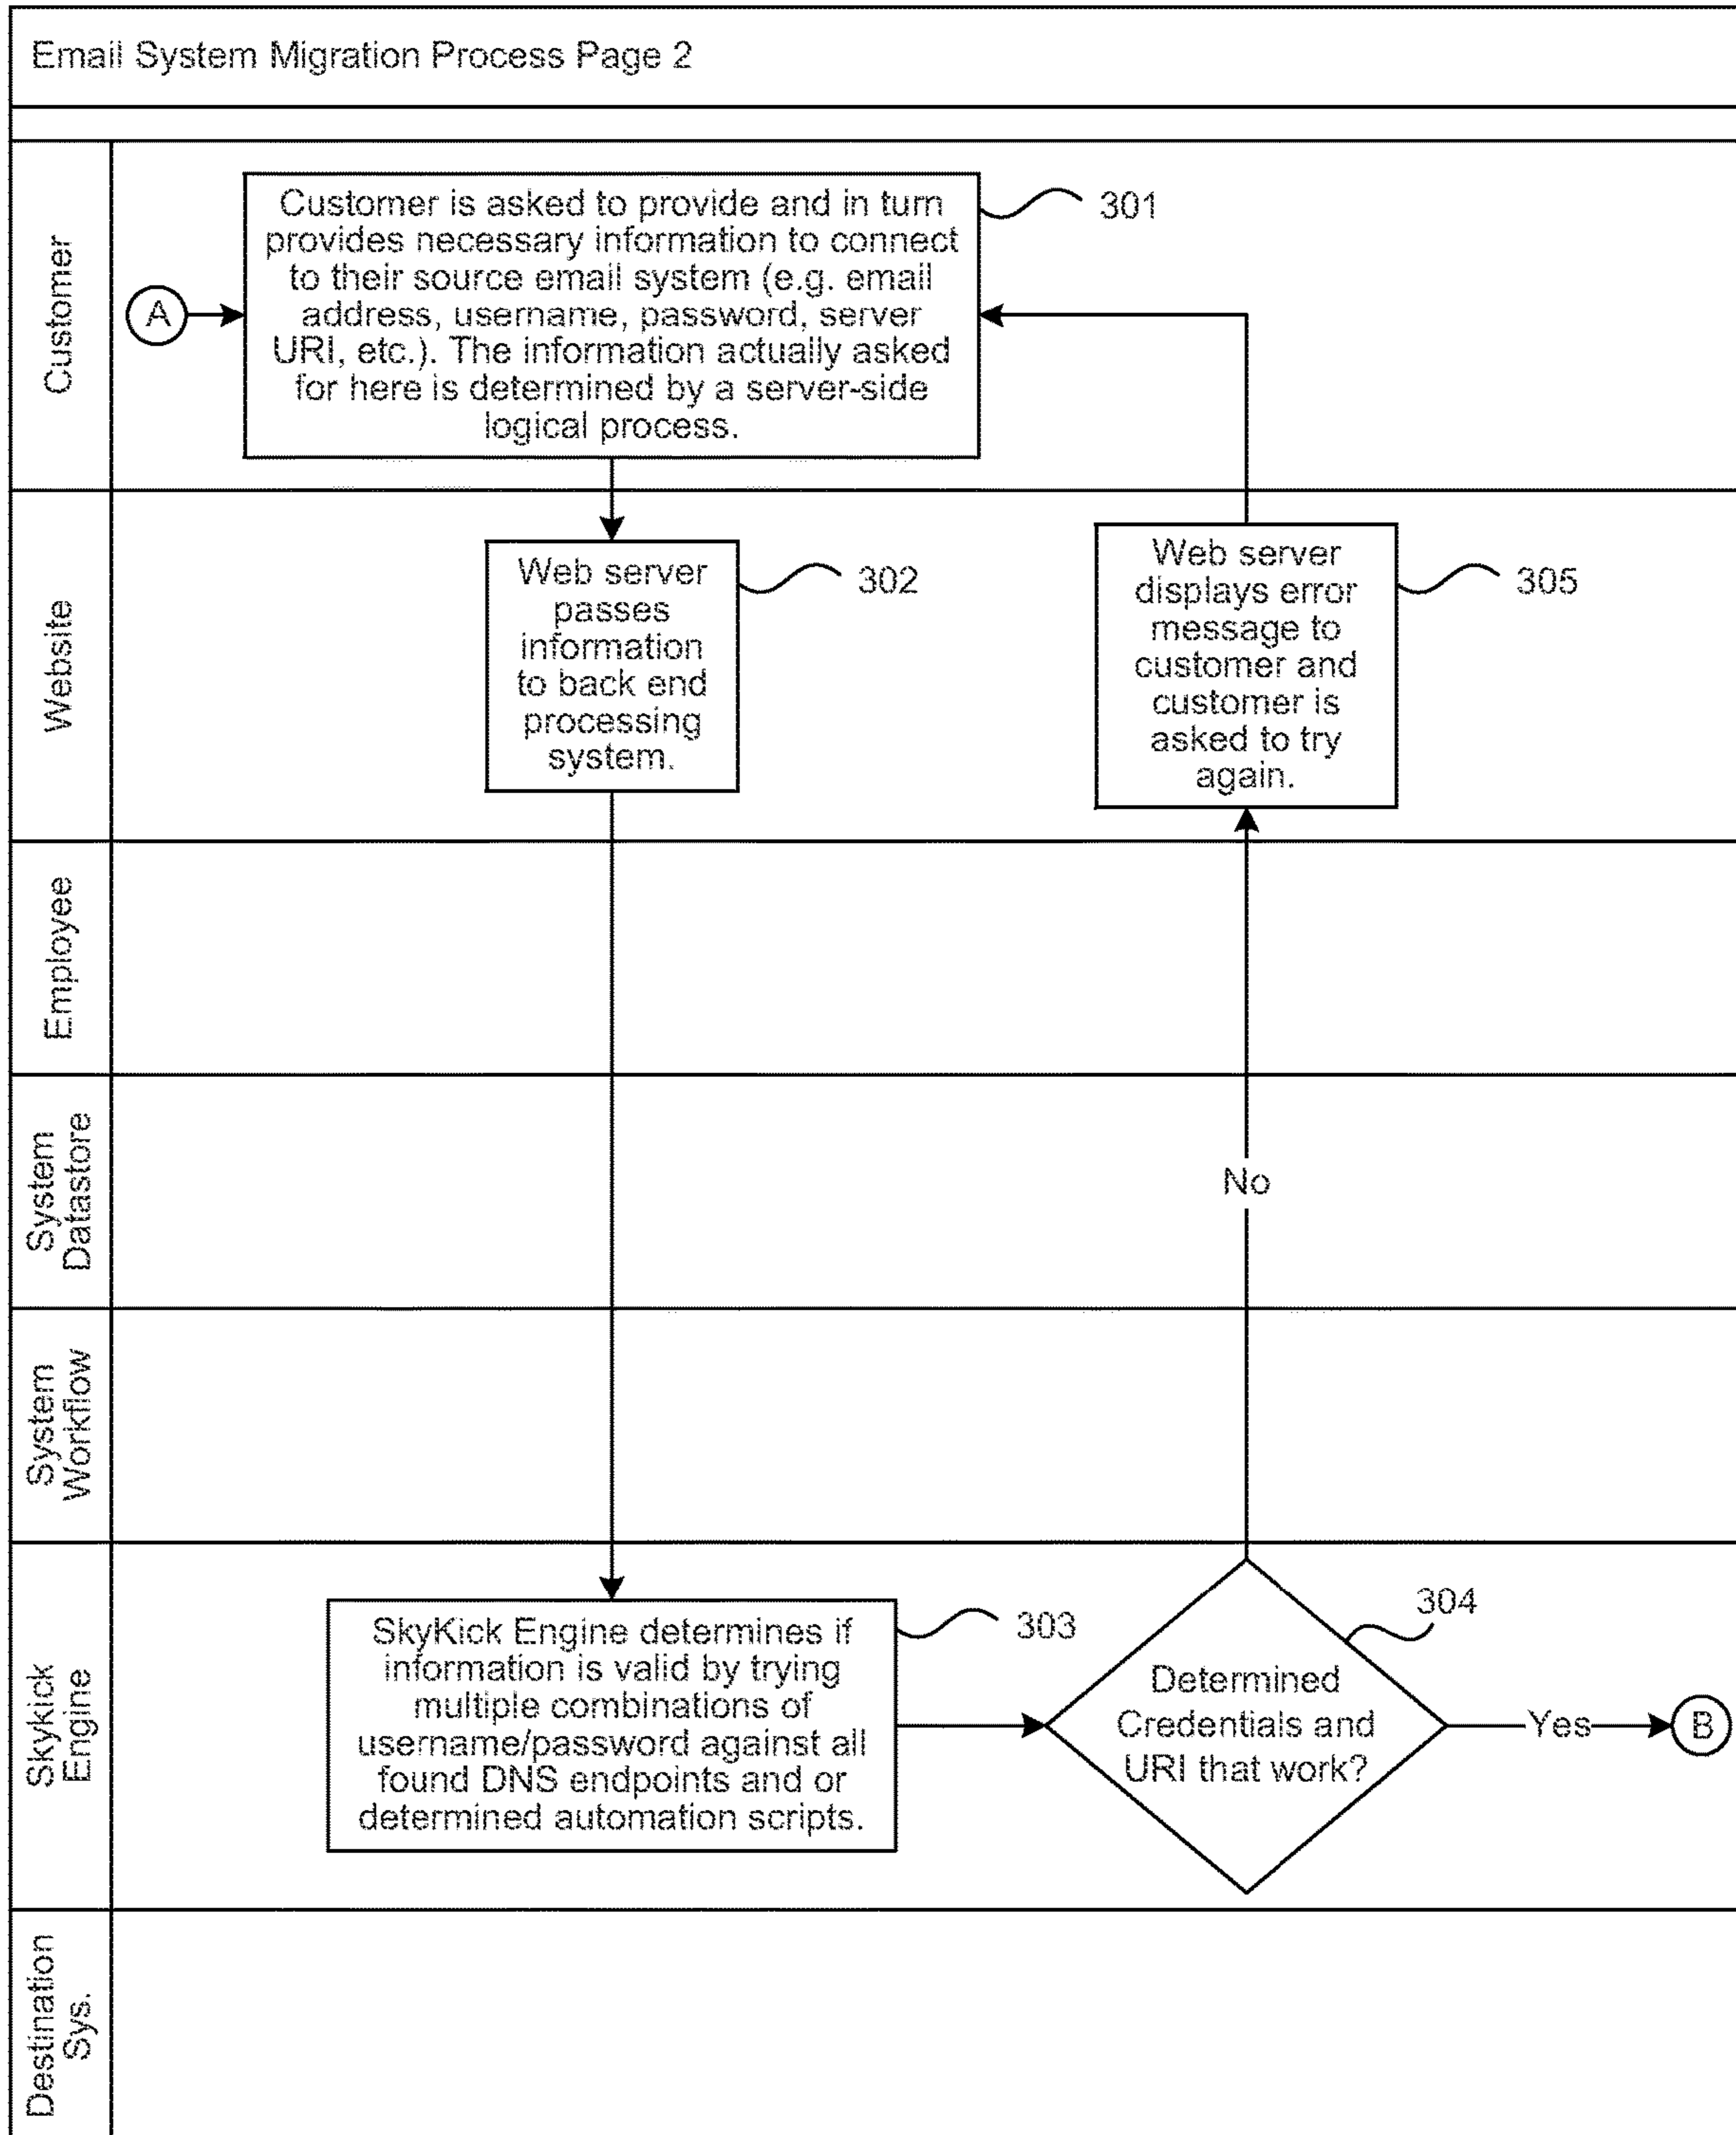 Email System Migration Process Page 2
Customer
A
Customer is asked to provide and in turn
provides necessary information to connect
to their source email system (e.g. email
address, username, password, server
URI, etc.). The information actually asked
for here is determined by a server-side
logical process.
301
Website
Web server
passes
information
to back end
processing
system.
302
Web server
displays error
message to
customer and
customer is
asked to try
again.
305
Employee
System
Datastore
No
System
Workflow
Skykick
Engine
SkyKick Engine determines if
information is valid by trying
multiple combinations of
username/password against all
found DNS endpoints and or
determined automation scripts.
303
Determined
Credentials and
URI that work?
304
Yes
B
Destination
Sys.